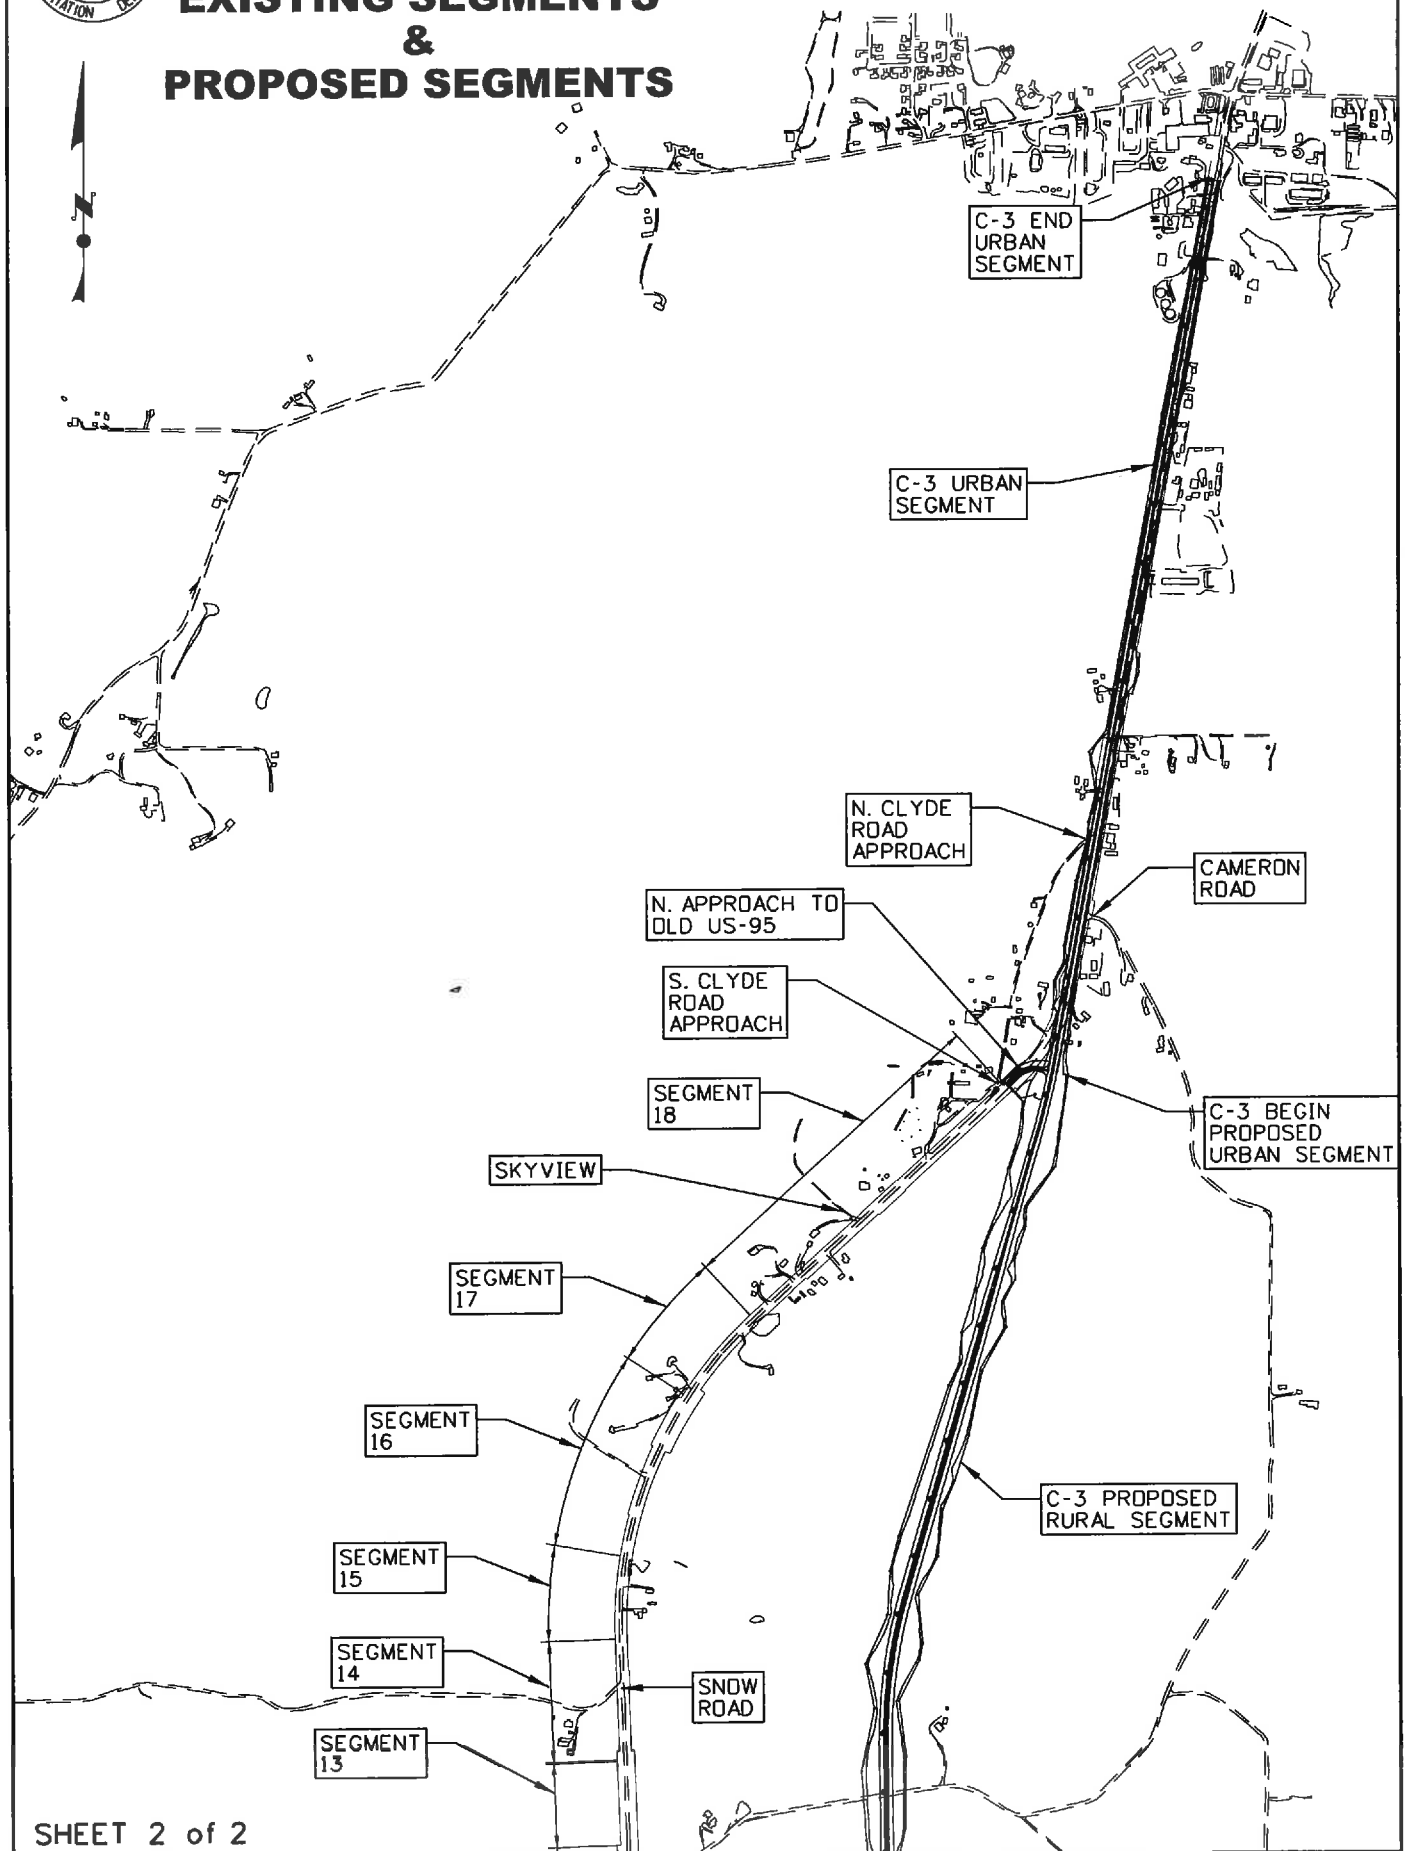 EXISTING SEGMENTS
&
PROPOSED SEGMENTS
N
C-3 END
URBAN
SEGMENT
C-3 URBAN
SEGMENT
N. CLYDE
ROAD
APPROACH
CAMERON
ROAD
N. APPROACH TO
OLD US-95
S. CLYDE
ROAD
APPROACH
SEGMENT
18
C-3 BEGIN
PROPOSED
URBAN SEGMENT
SKYVIEW
SEGMENT
17
SEGMENT
16
C-3 PROPOSED
RURAL SEGMENT
SEGMENT
15
SEGMENT
14
SNOW
ROAD
SEGMENT
13
SHEET 2 of 2